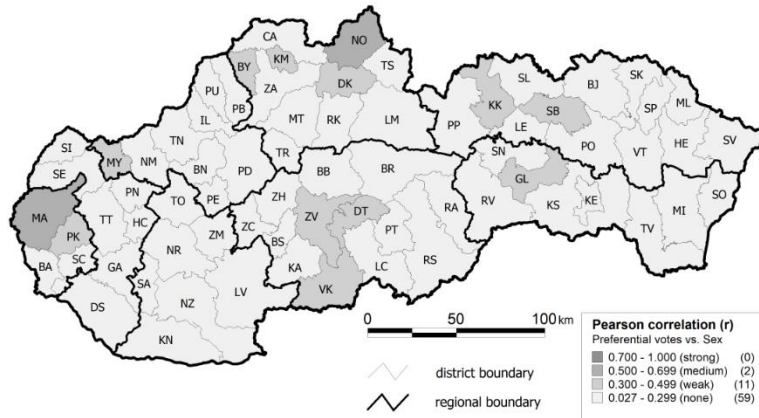 CA
NO
BY
KM
TS
DK
ZA
PU
PB
IL
MT
RK
LM
SL
BJ
SK
KK
SB
SP
ML
PP
LE
PO
VT
HE
SV
SI
MY
NM
TN
BN
TR
PD
SE
PN
PE
BB
BR
SN
GL
MA
TT
HC
TO
ZH
ZV
DT
RV
KS
KE
SO
PK
ZM
ZC
BS
PT
RA
TV
MI
BA
SC
GA
NR
KA
LC
RS
SA
NZ
LV
VK
DS
KN
0 50 100 km
district boundary
regional boundary
Pearson correlation (r)
Preferential votes vs. Sex
0.700 - 1.000 (strong) (0)
0.500 - 0.699 (medium) (2)
0.300 - 0.499 (weak) (11)
0.027 - 0.299 (none) (59)